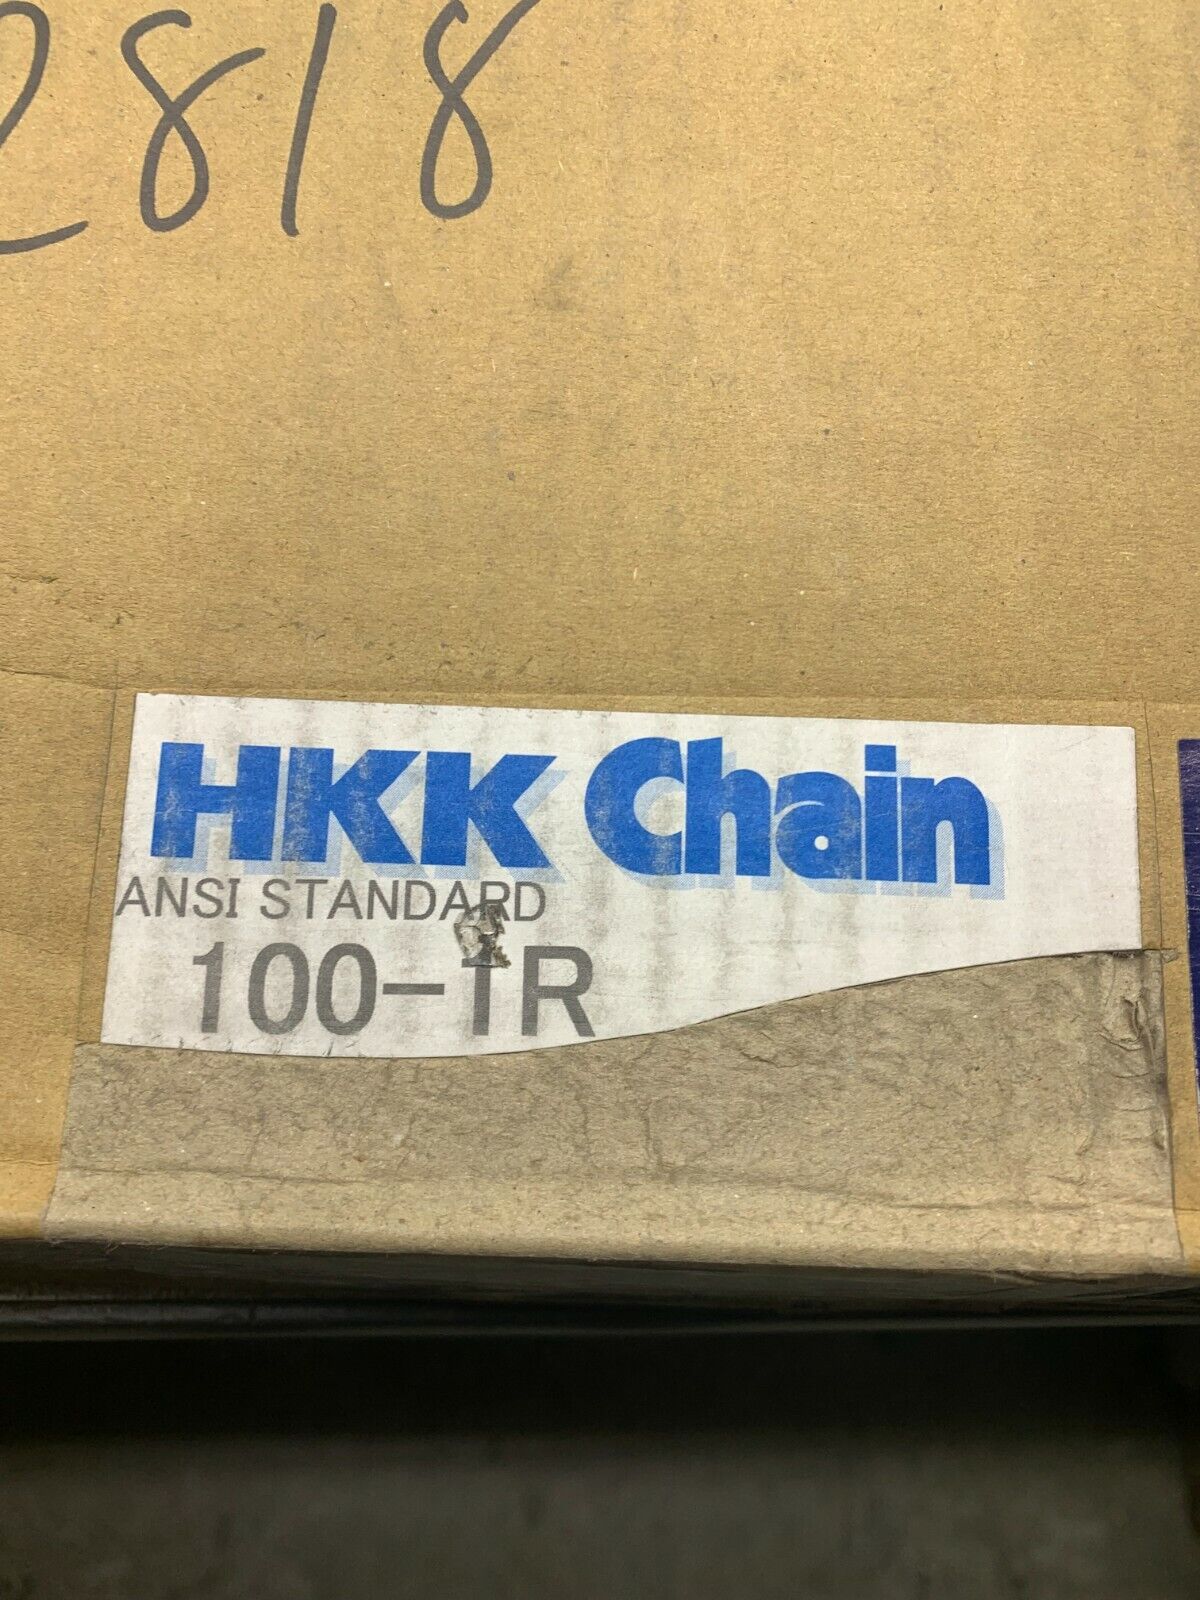 2818
HKK Chain
ANSI STANDARD
100-1R